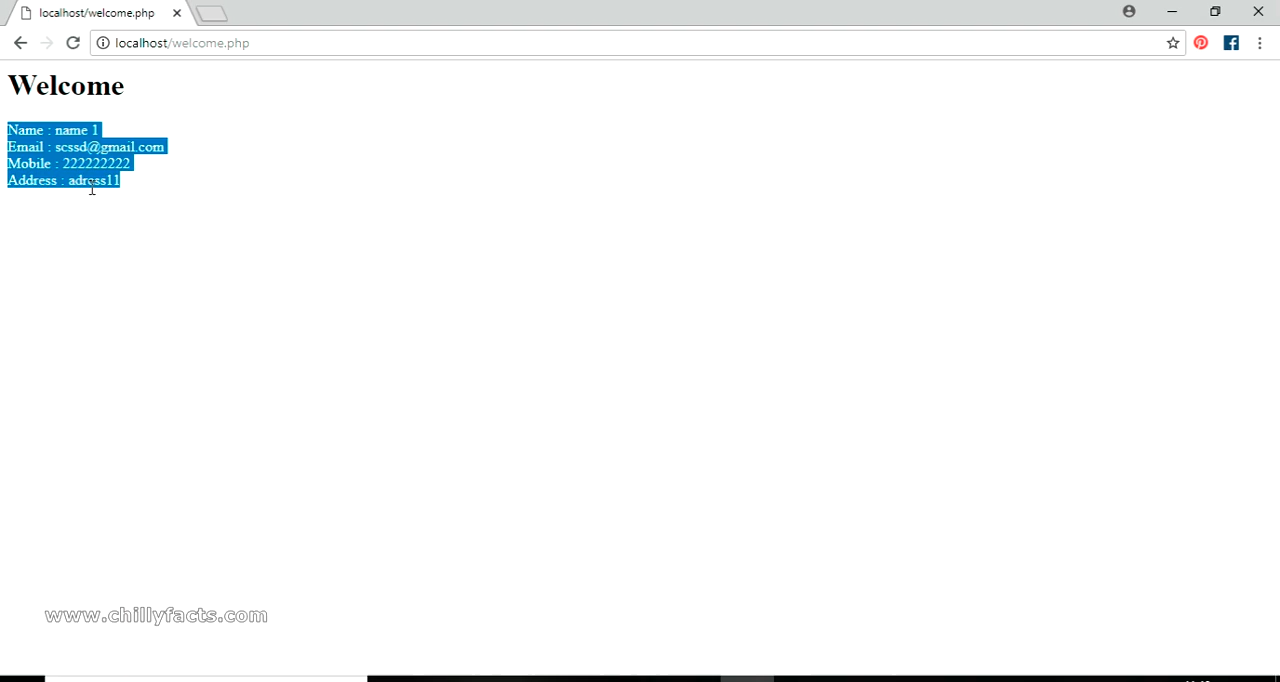 localhost/welcome.php
localhost/welcome.php
Welcome
Name : name 1
Email : scssd@gmail.com
Mobile : 222222222
Address : adress11
www.chillyfacts.com